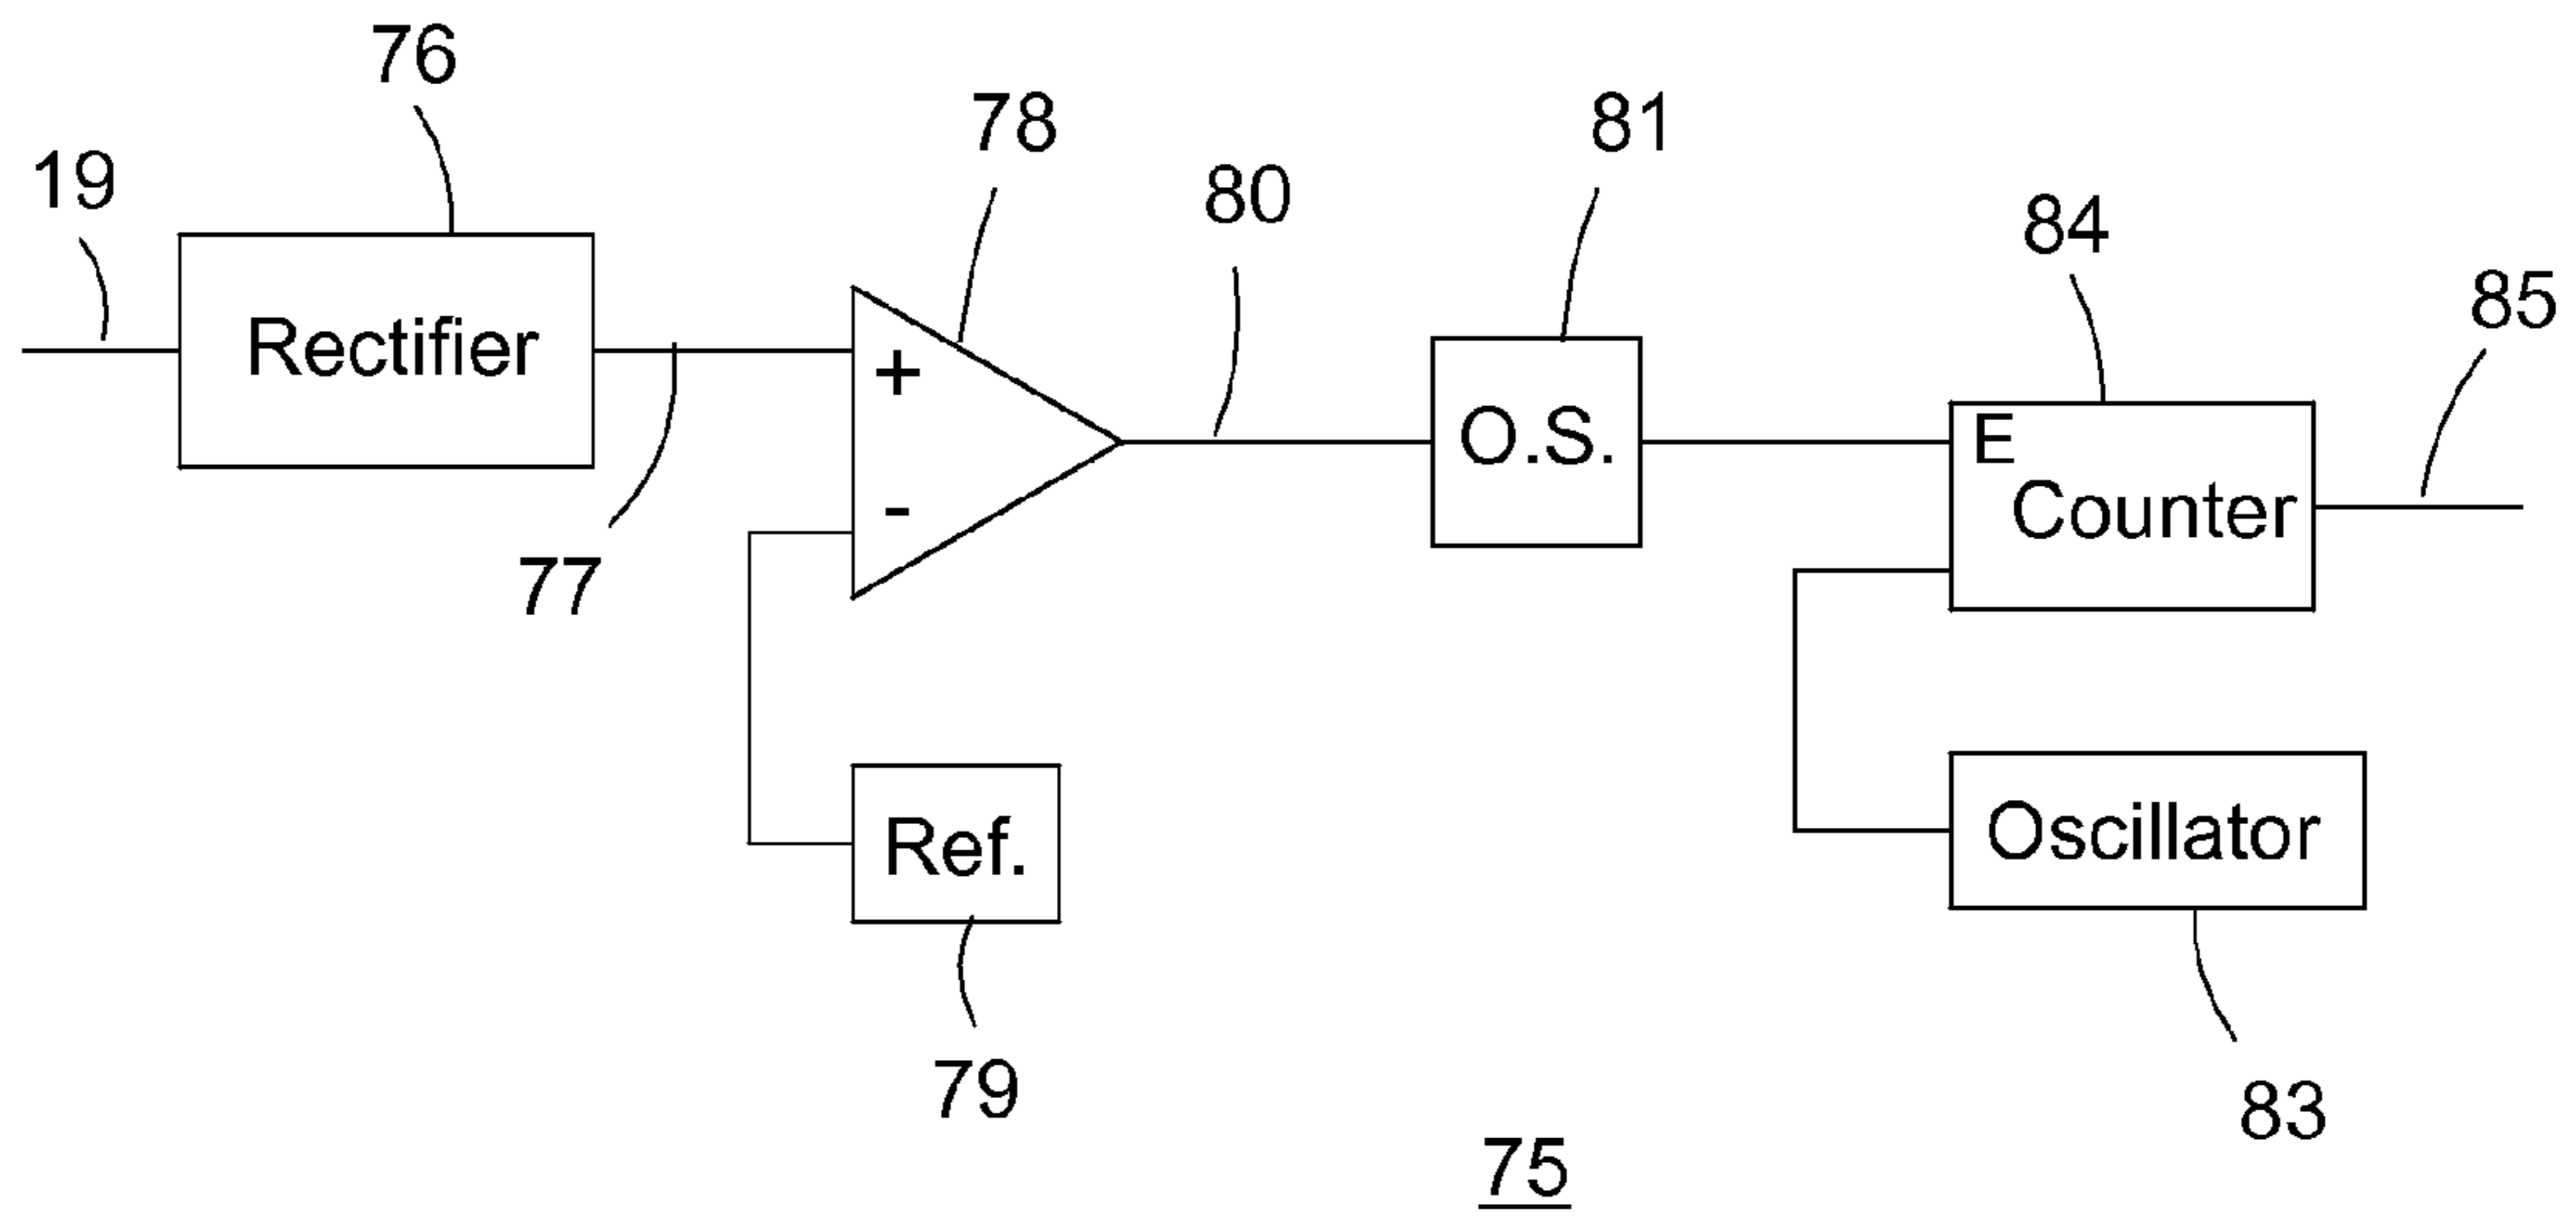 76
78
81
19
80
84
85
Rectifier
+
E
O.S.
-
Counter
77
Ref.
Oscillator
79
83
75